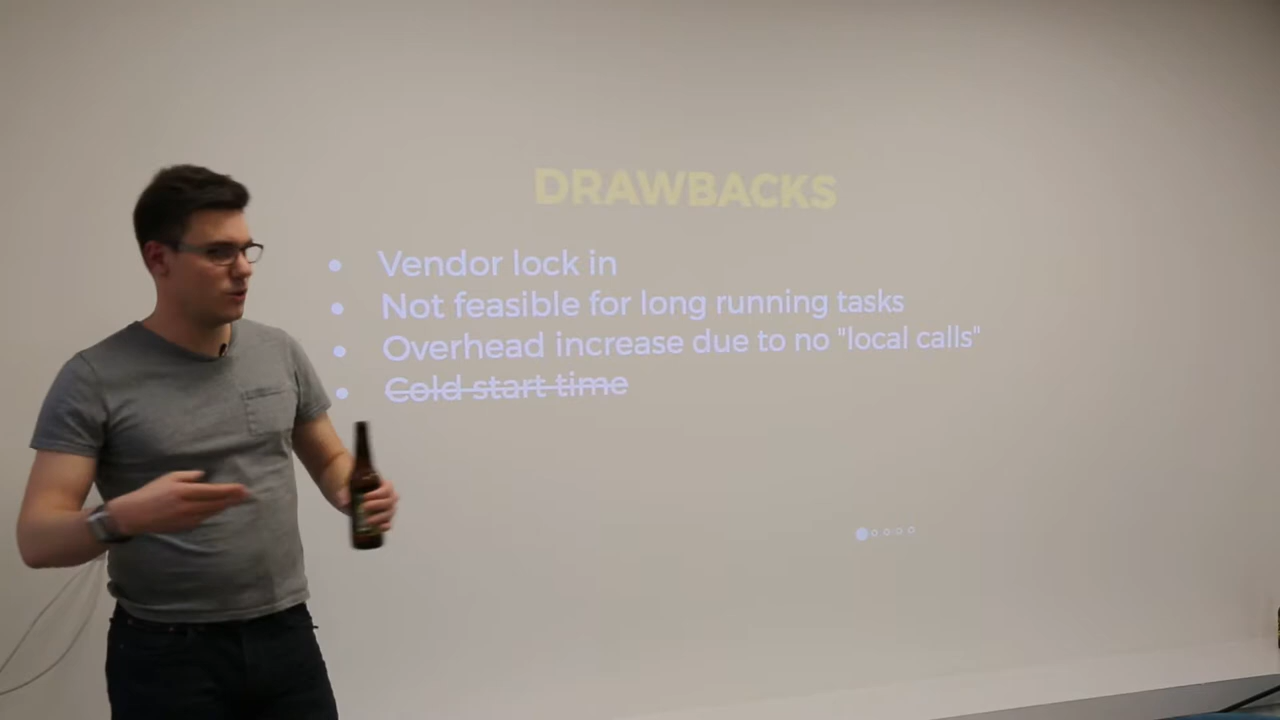 DRAWBACKS
Vendor lock in
Not feasible for long running tasks
Overhead increase due to no "local calls"
Cold start time